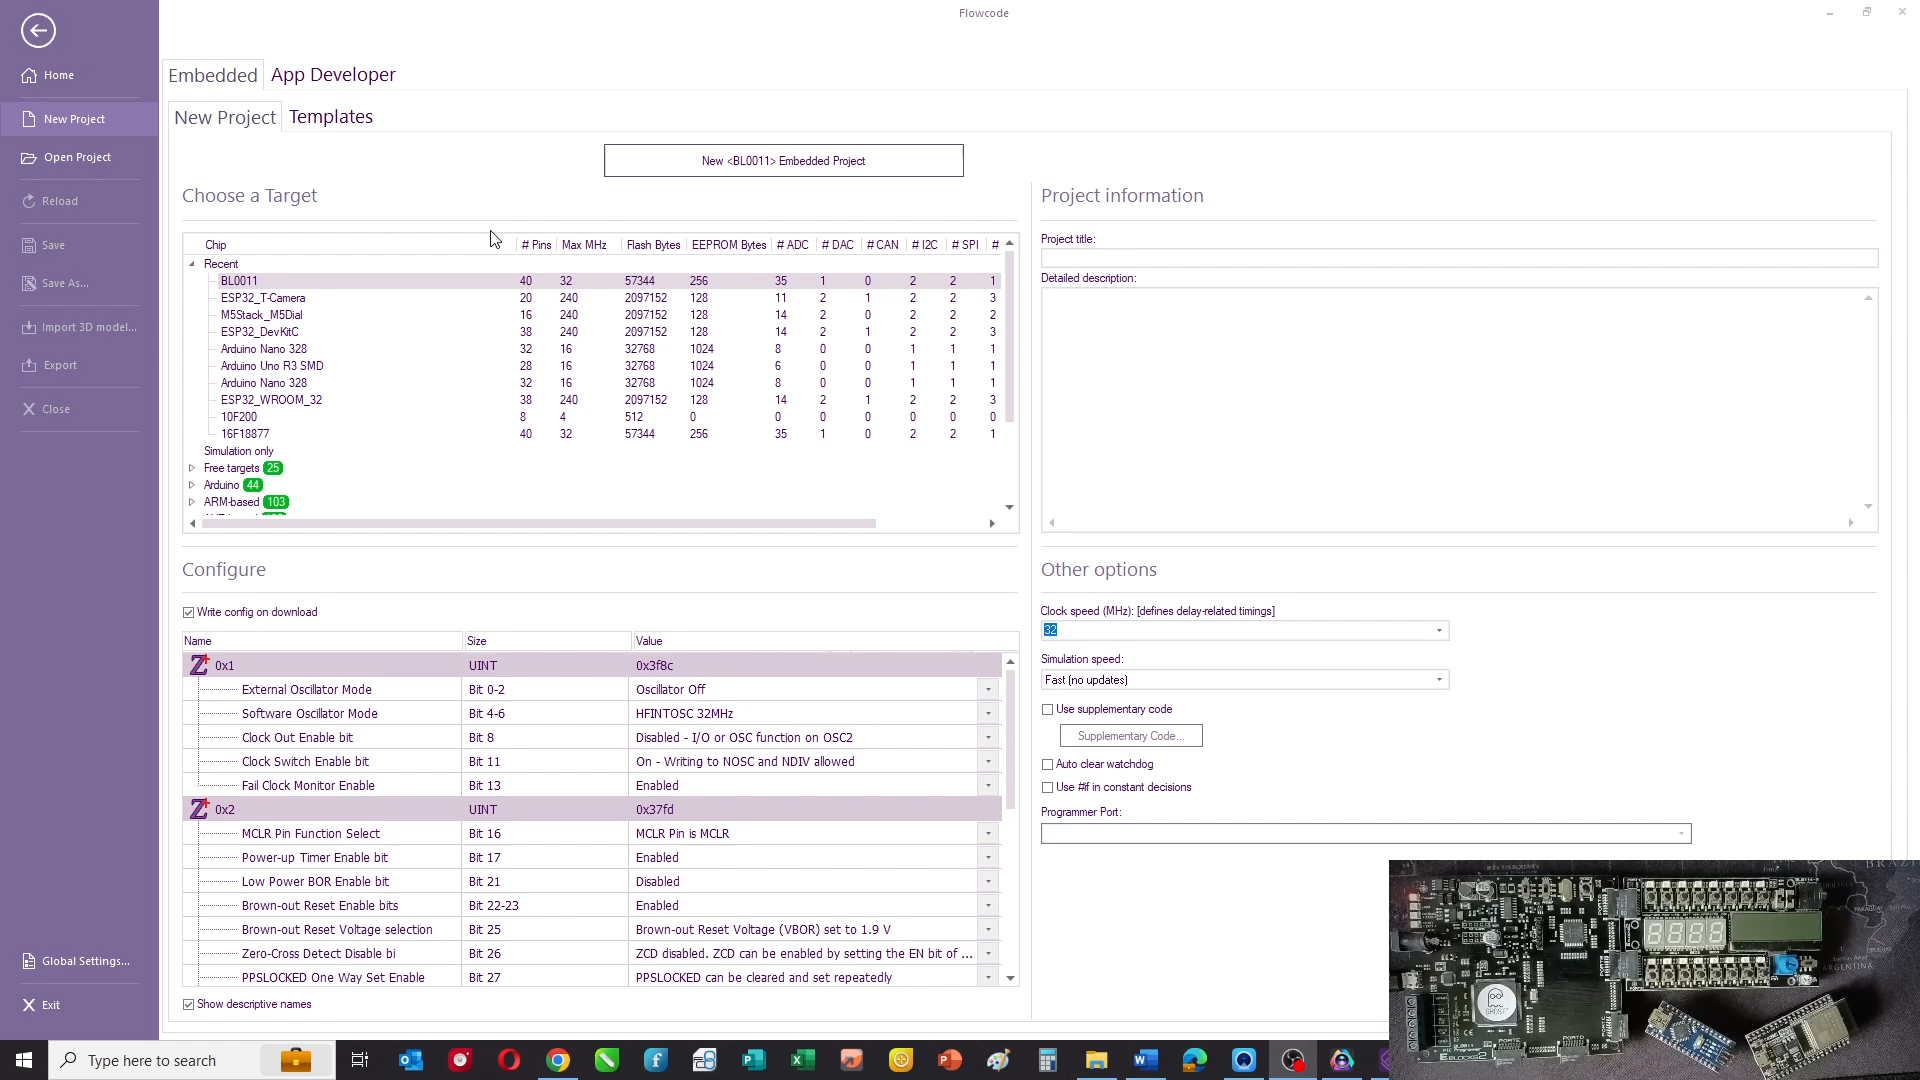 Flowcode
Home
New Project
Open Project
Reload
Save
Save As...
Import 3D model...
Export
Close
Global Settings...
Exit
Embedded App Developer
New Project Templates
New <BL0011> Embedded Project
Choose a Target
Chip # Pins Max MHz Flash Bytes EEPROM Bytes # ADC # DAC # CAN # I2C # SPI #
Recent
BL0011 40 32 57344 256 35 1 0 2 2 1
ESP32_T-Camera 20 240 2097152 128 11 2 1 2 2 3
M5Stack_M5Dial 16 240 2097152 128 14 2 0 2 2 2
ESP32_DevKitC 38 240 2097152 128 14 2 1 2 2 3
Arduino Nano 328 32 16 32768 1024 8 0 0 1 1 1
Arduino Uno R3 SMD 28 16 32768 1024 6 0 0 1 1 1
Arduino Nano 328 32 16 32768 1024 8 0 0 1 1 1
ESP32_WROOM_32 38 240 2097152 128 14 2 1 2 2 3
10F200 8 4 512 0 0 0 0 0 0 0
16F18877 40 32 57344 256 35 1 0 2 2 1
Simulation only
Free targets 25
Arduino 44
ARM-based 103
Project information
Project title:
Detailed description:
Configure
Write config on download
Name Size Value
0x1 UINT 0x3f8c
External Oscillator Mode Bit 0-2 Oscillator Off
Software Oscillator Mode Bit 4-6 HFINTOSC 32MHz
Clock Out Enable bit Bit 8 Disabled - I/O or OSC function on OSC2
Clock Switch Enable bit Bit 11 On - Writing to NOSC and NDIV allowed
Fail Clock Monitor Enable Bit 13 Enabled
0x2 UINT 0x37fd
MCLR Pin Function Select Bit 16 MCLR Pin is MCLR
Power-up Timer Enable bit Bit 17 Enabled
Low Power BOR Enable bit Bit 21 Disabled
Brown-out Reset Enable bits Bit 22-23 Enabled
Brown-out Reset Voltage selection Bit 25 Brown-out Reset Voltage (VBOR) set to 1.9 V
Zero-Cross Detect Disable bi Bit 26 ZCD disabled. ZCD can be enabled by setting the EN bit of ...
PPSLOCKED One Way Set Enable Bit 27 PPSLOCKED can be cleared and set repeatedly
Show descriptive names
Other options
Clock speed (MHz): [defines delay-related timings]
32
Simulation speed:
Fast (no updates)
Use supplementary code
Supplementary Code...
Auto clear watchdog
Use #if in constant decisions
Programmer Port:
GHOST
ARGENTINA
Type here to search